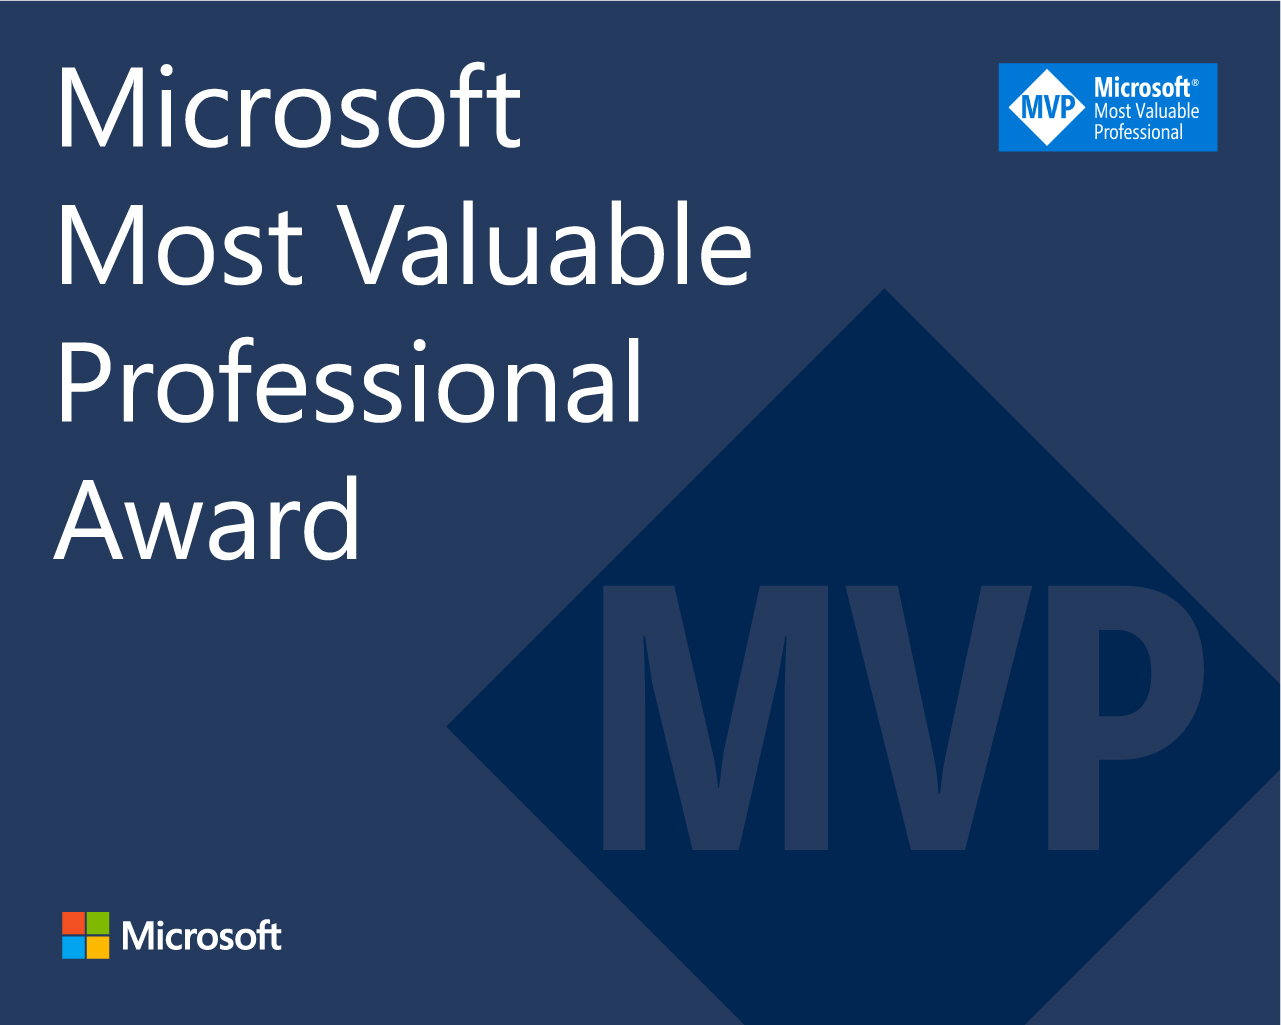 Microsoft
Most Valuable
Professional
Award
MVP
Microsoft®
Most Valuable
Professional
MVP
Microsoft